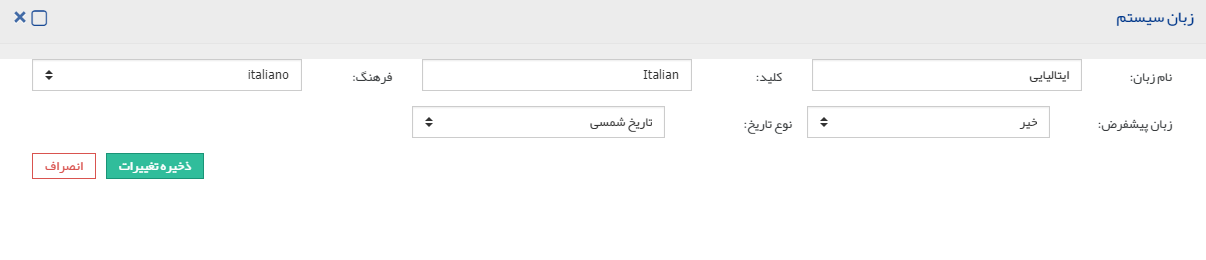 زبان سیستم
نام زبان: ایتالیایی کلید: Italian فرهنگ: italiano
زبان پیشفرض: خیر نوع تاریخ: تاریخ شمسی
ذخیره تغییرات انصراف